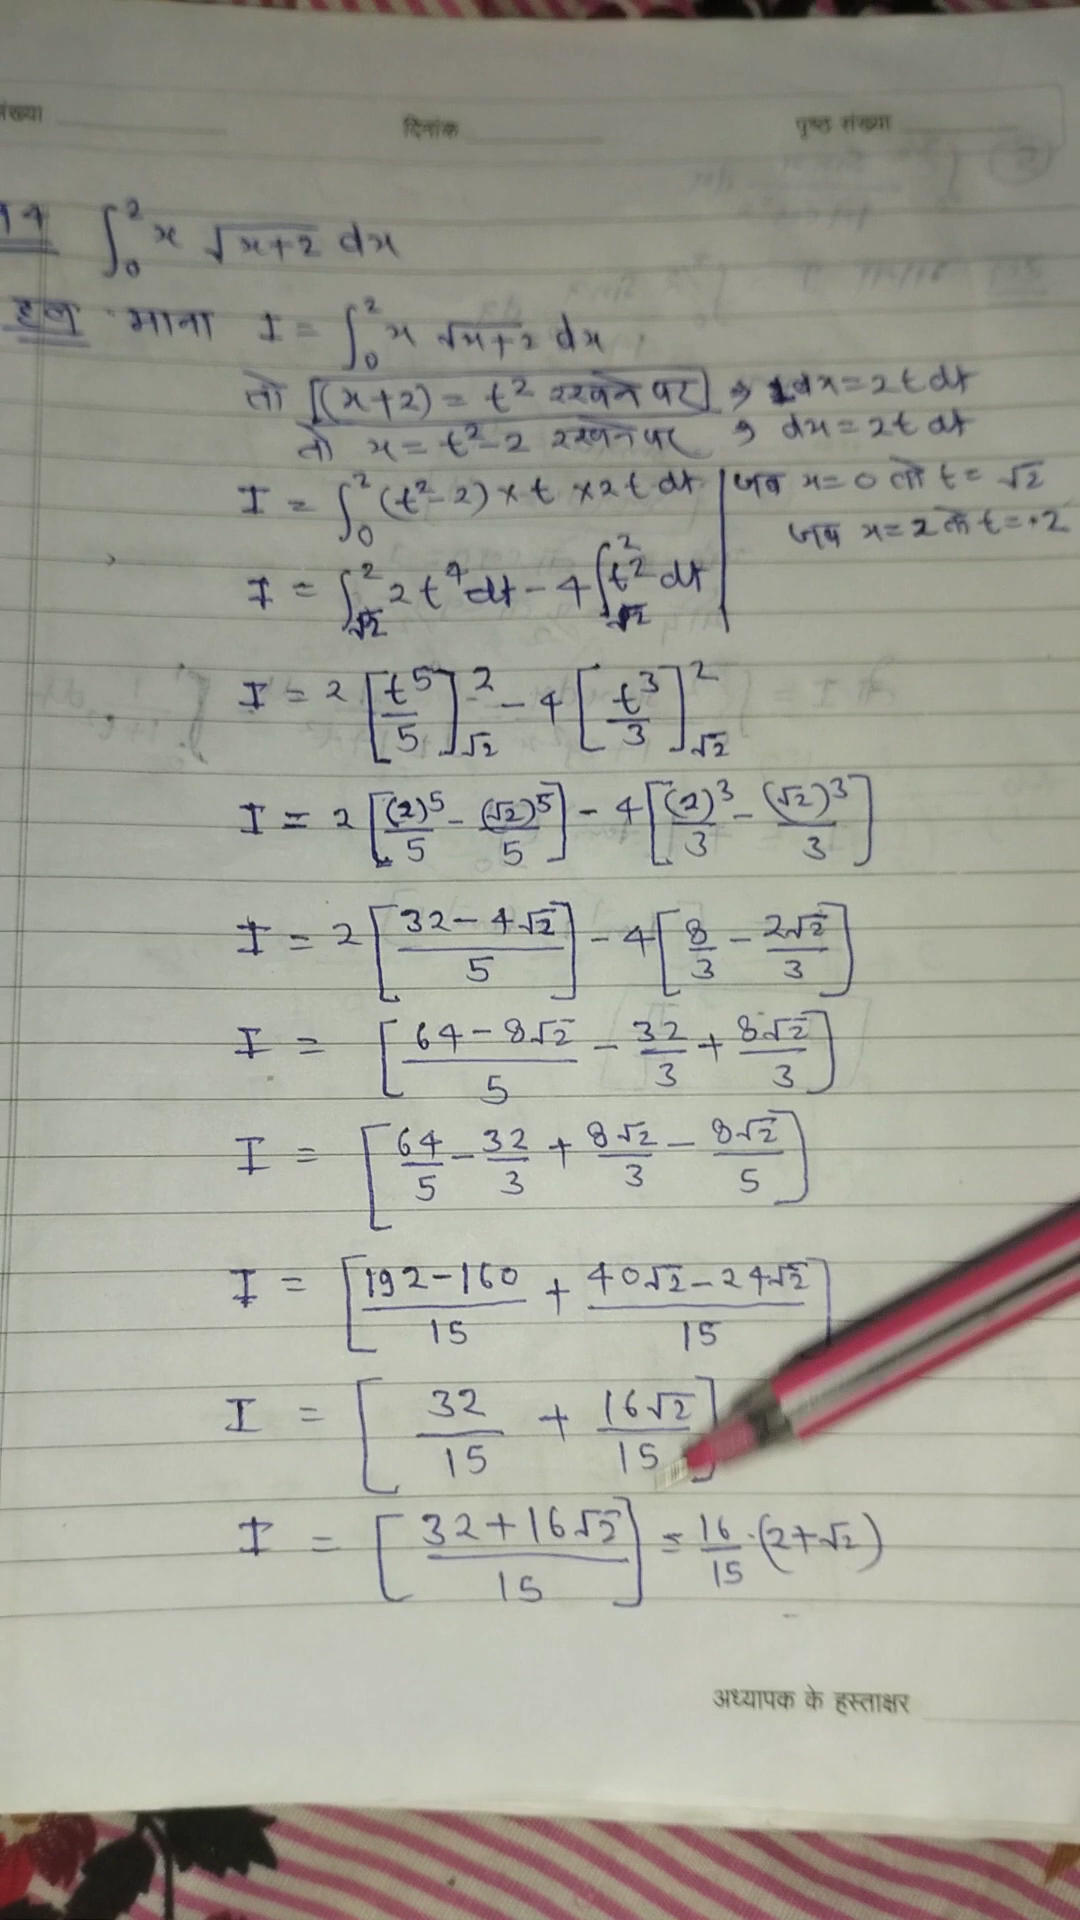 संख्या दिनांक पृष्ठ संख्या
14 ∫₀² x √x+2 dx
हल माना I = ∫₀² x √x+2 dx
तो [(x+2) = t² रखने पर] ⇒ dx = 2t dt
तो x = t²-2 रखने पर ⇒ dx = 2t dt
I = ∫₀² (t²-2) × t × 2t dt | जब x=0 तो t= √2
जब x=2 तो t=2
I = ∫_√2² 2t⁴ dt - 4 ∫_√2² t² dt
I = 2 [t⁵/5]_√2² - 4 [t³/3]_√2²
I = 2 [(2)⁵/5 - (√2)⁵/5] - 4 [(2)³/3 - (√2)³/3]
I = 2 [(32-4√2)/5] - 4 [8/3 - 2√2/3]
I = [(64-8√2)/5 - 32/3 + 8√2/3]
I = [64/5 - 32/3 + 8√2/3 - 8√2/5]
I = [(192-160)/15 + (40√2-24√2)/15]
I = [32/15 + 16√2/15]
I = [(32+16√2)/15] = 16/15 · (2+√2)
अध्यापक के हस्ताक्षर